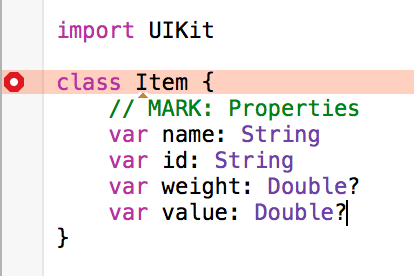 import UIKit
class Item {
// MARK: Properties
var name: String
var id: String
var weight: Double?
var value: Double?
}